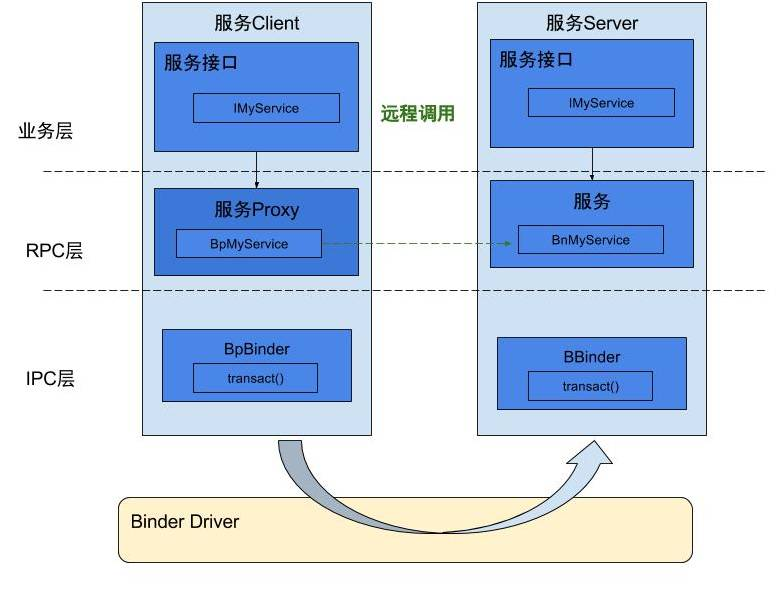 服务Client
服务Server
服务接口
服务接口
IMyService
IMyService
远程调用
业务层
服务Proxy
服务
BpMyService
BnMyService
RPC层
BpBinder
BBinder
transact()
transact()
IPC层
Binder Driver